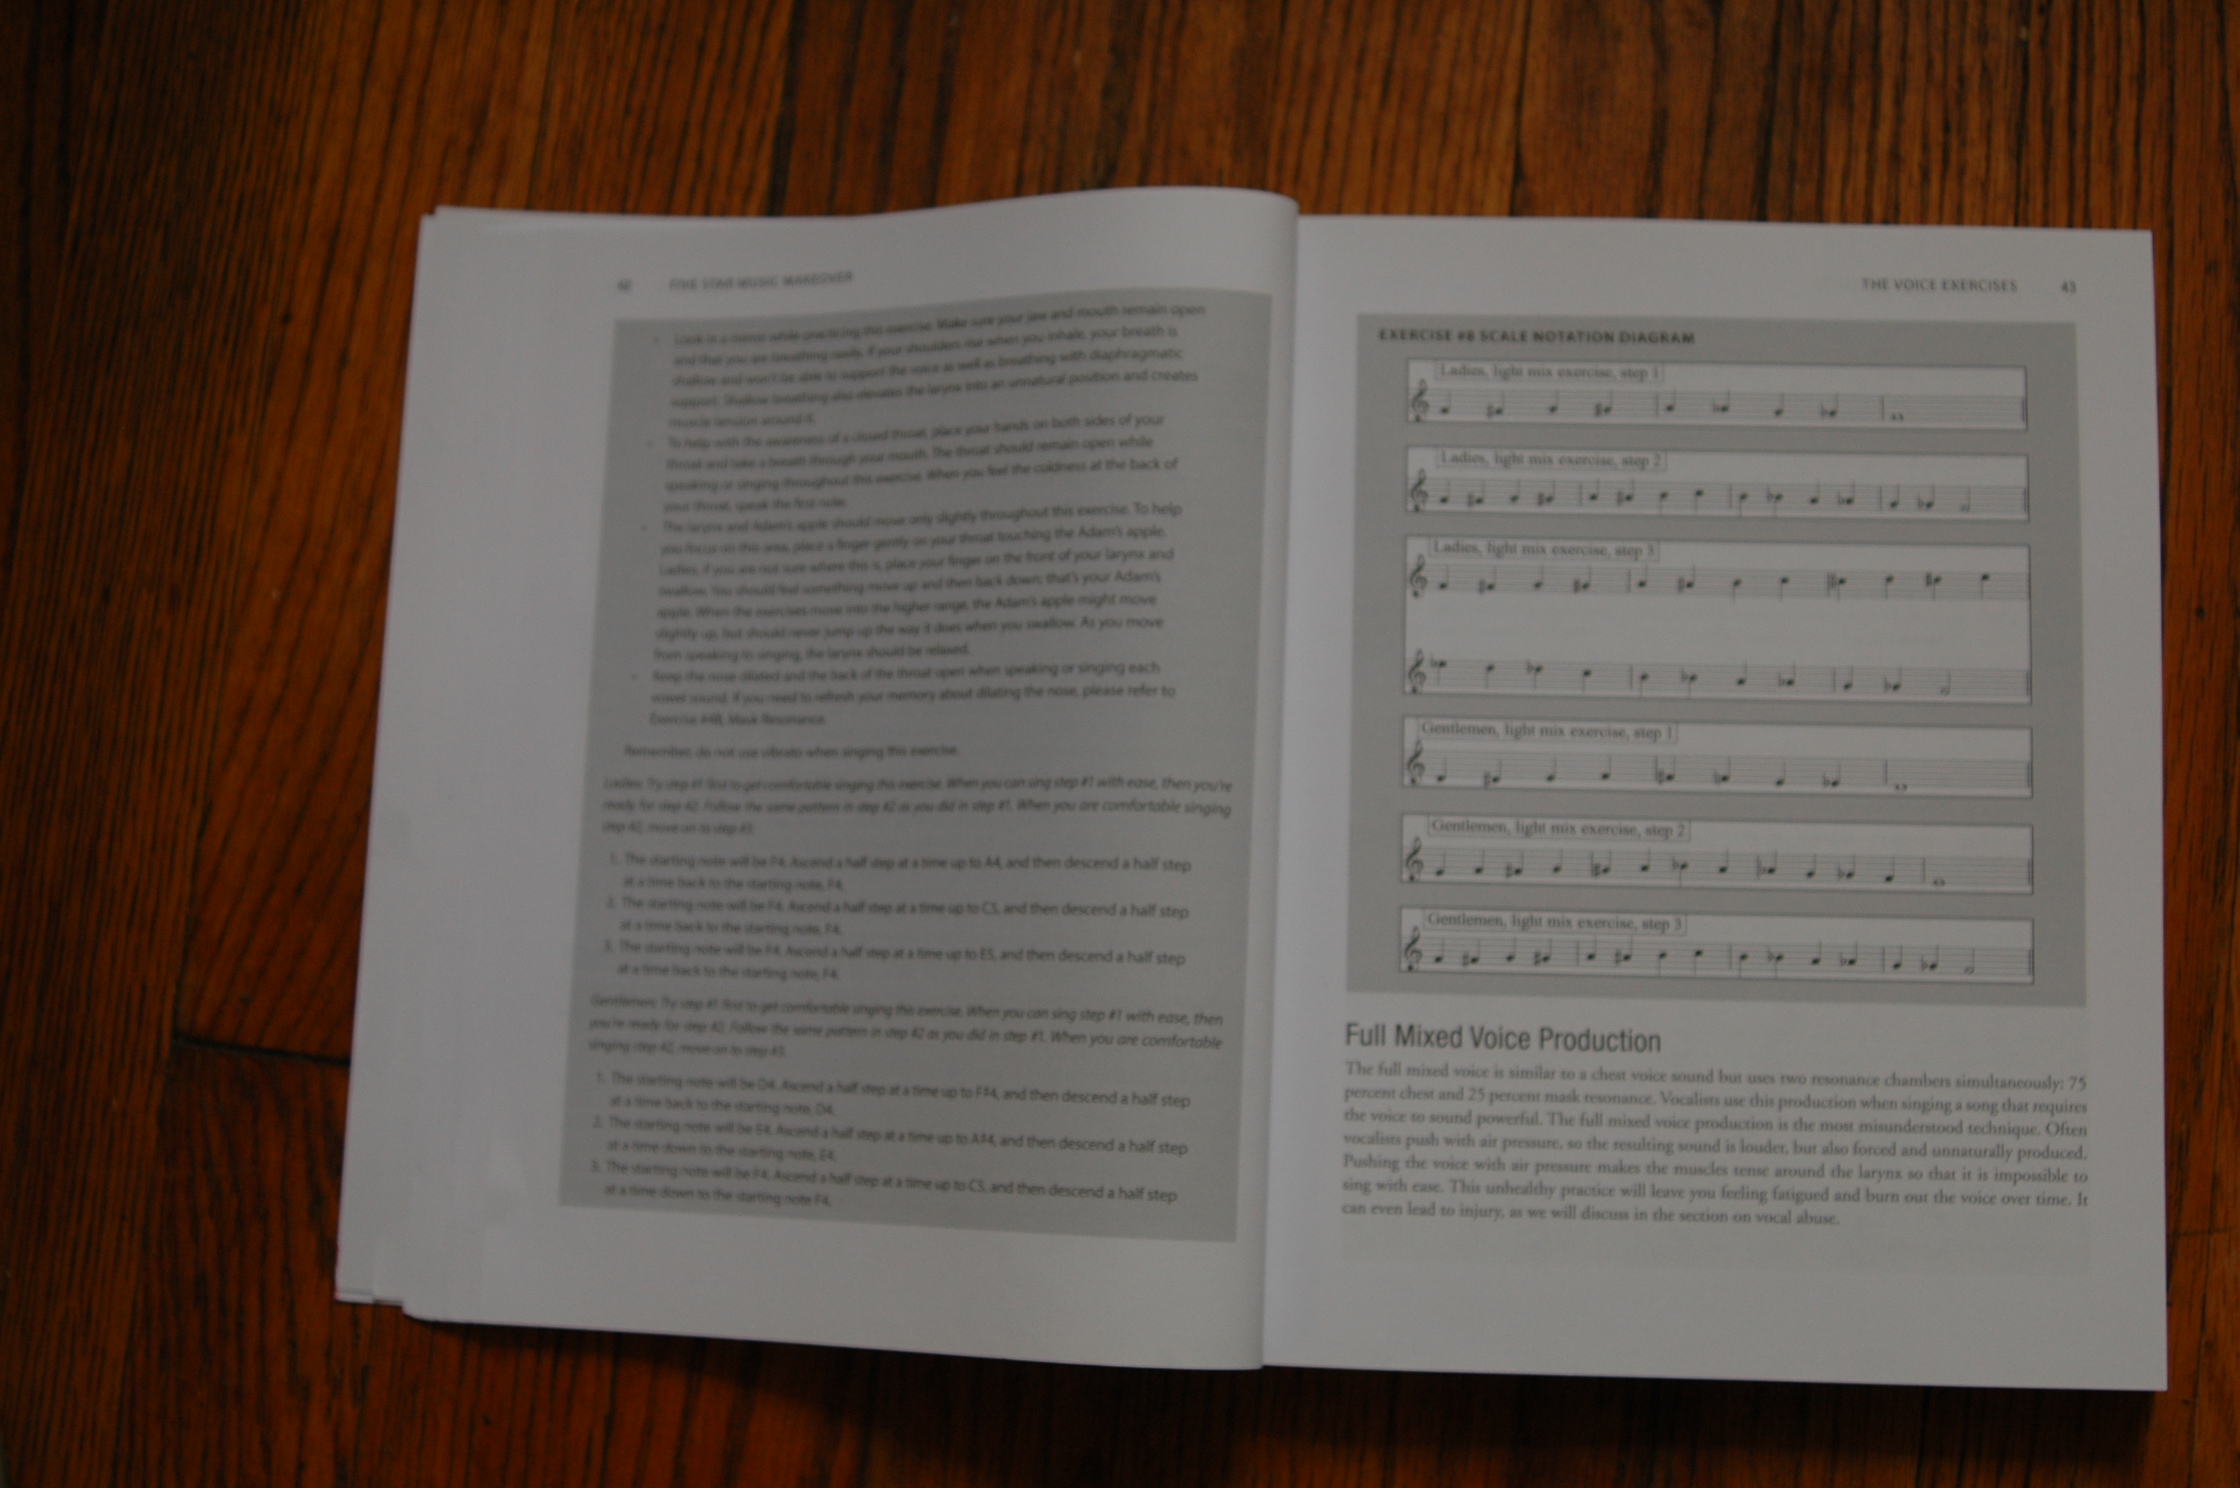 42 FIVE STAR MUSIC MAKEOVER
• Look in a mirror while practicing this exercise. Make sure your jaw and mouth remain open
and that you are breathing easily. If your shoulders rise when you inhale, your breath is
shallow and won't be able to support the voice as well as breathing with diaphragmatic
support. Shallow breathing also elevates the larynx into an unnatural position and creates
muscle tension around it.
• To help with the awareness of a closed throat, place your hands on both sides of your
throat and take a breath through your mouth. The throat should remain open while
speaking or singing throughout this exercise. When you feel the coldness at the back of
your throat, speak the first note.
• The larynx and Adam's apple should move only slightly throughout this exercise. To help
you focus on this area, place a finger gently on your throat touching the Adam's apple.
Ladies, if you are not sure where this is, place your finger on the front of your larynx and
swallow. You should feel something move up and then back down; that's your Adam's
apple. When the exercises move into the higher range, the Adam's apple might move
slightly up, but should never jump up the way it does when you swallow. As you move
from speaking to singing, the larynx should be relaxed.
• Keep the nose dilated and the back of the throat open when speaking or singing each
vowel sound. If you need to refresh your memory about dilating the nose, please refer to
Exercise #4B, Mask Resonance.
Remember, do not use vibrato when singing this exercise.
Ladies: Try step #1 first to get comfortable singing this exercise. When you can sing step #1 with ease, then you're
ready for step #2. Follow the same pattern in step #2 as you did in step #1. When you are comfortable singing
step #2, move on to step #3.
1. The starting note will be F4. Ascend a half step at a time up to A4, and then descend a half step
at a time back to the starting note, F4.
2. The starting note will be F4. Ascend a half step at a time up to C5, and then descend a half step
at a time back to the starting note, F4.
3. The starting note will be F4. Ascend a half step at a time up to E5, and then descend a half step
at a time back to the starting note, F4.
Gentlemen: Try step #1 first to get comfortable singing this exercise. When you can sing step #1 with ease, then
you're ready for step #2. Follow the same pattern in step #2 as you did in step #1. When you are comfortable
singing step #2, move on to step #3.
1. The starting note will be D4. Ascend a half step at a time up to F#4, and then descend a half step
at a time back to the starting note, D4.
2. The starting note will be E4. Ascend a half step at a time up to A#4, and then descend a half step
at a time down to the starting note, E4.
3. The starting note will be F4. Ascend a half step at a time up to C5, and then descend a half step
at a time down to the starting note F4.
THE VOICE EXERCISES 43
EXERCISE #8 SCALE NOTATION DIAGRAM
Ladies, light mix exercise, step 1
Ladies, light mix exercise, step 2
Ladies, light mix exercise, step 3
Gentlemen, light mix exercise, step 1
Gentlemen, light mix exercise, step 2
Gentlemen, light mix exercise, step 3
Full Mixed Voice Production
The full mixed voice is similar to a chest voice sound but uses two resonance chambers simultaneously: 75
percent chest and 25 percent mask resonance. Vocalists use this production when singing a song that requires
the voice to sound powerful. The full mixed voice production is the most misunderstood technique. Often
vocalists push with air pressure, so the resulting sound is louder, but also forced and unnaturally produced.
Pushing the voice with air pressure makes the muscles tense around the larynx so that it is impossible to
sing with ease. This unhealthy practice will leave you feeling fatigued and burn out the voice over time. It
can even lead to injury, as we will discuss in the section on vocal abuse.